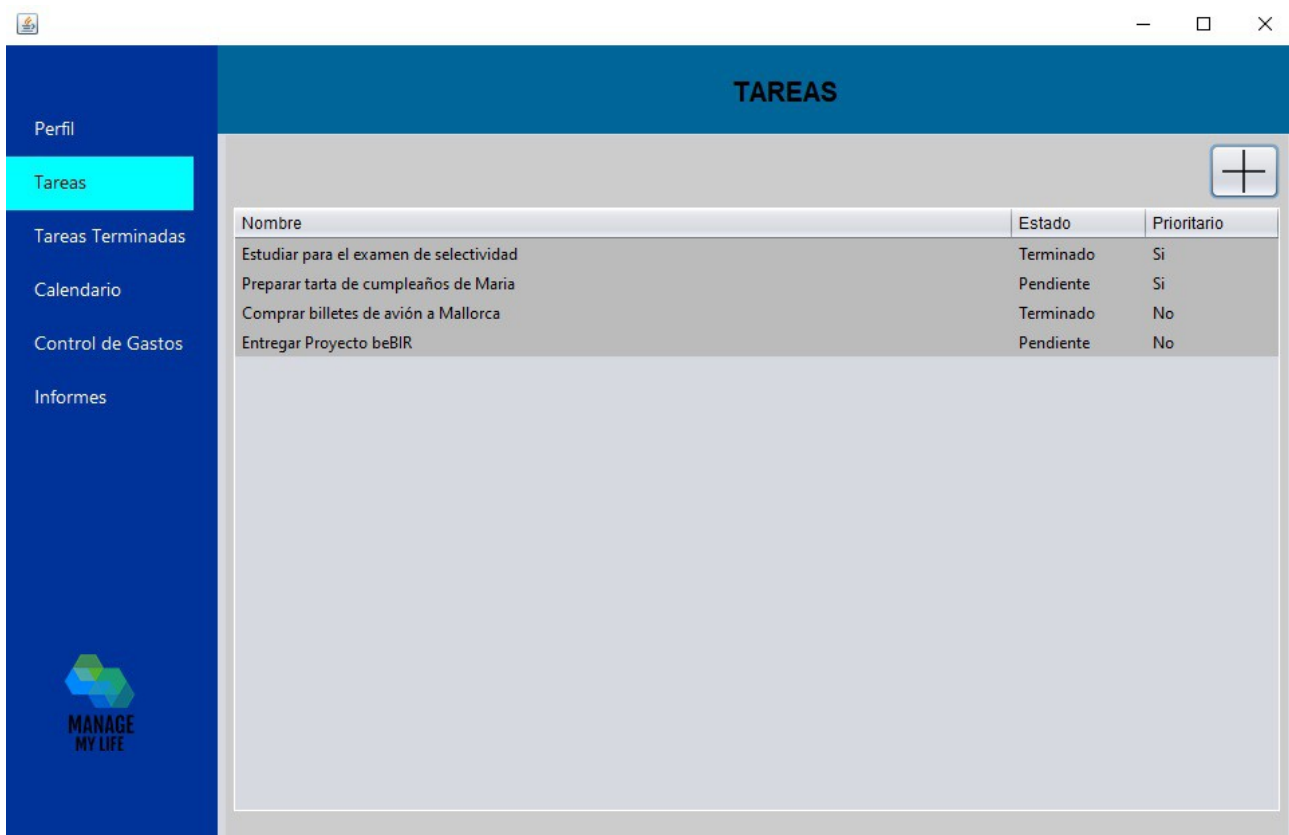 TAREAS
Perfil
Tareas
Tareas Terminadas
Calendario
Control de Gastos
Informes
Nombre Estado Prioritario
Estudiar para el examen de selectividad Terminado Si
Preparar tarta de cumpleaños de Maria Pendiente Si
Comprar billetes de avión a Mallorca Terminado No
Entregar Proyecto beBIR Pendiente No
MANAGE
MY LIFE